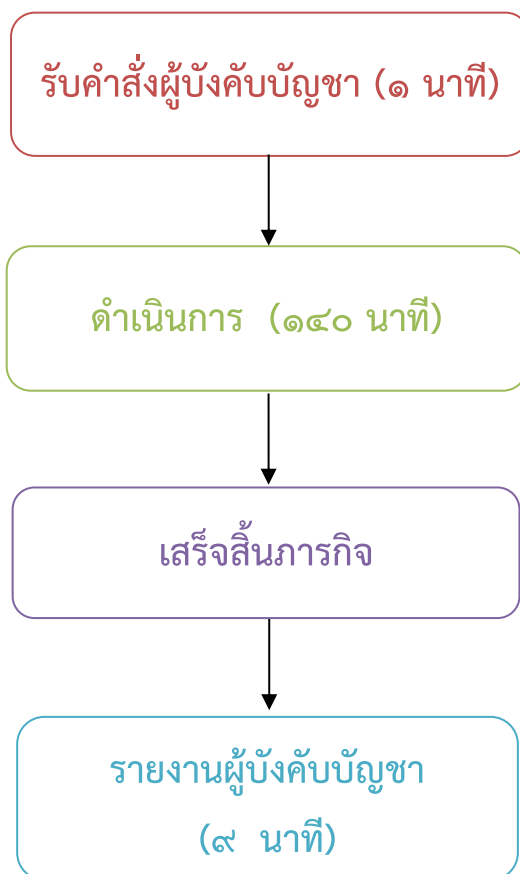 รับคำสั่งผู้บังคับบัญชา (๑ นาที)
ดำเนินการ (๑๔๐ นาที)
เสร็จสิ้นภารกิจ
รายงานผู้บังคับบัญชา
(๙ นาที)